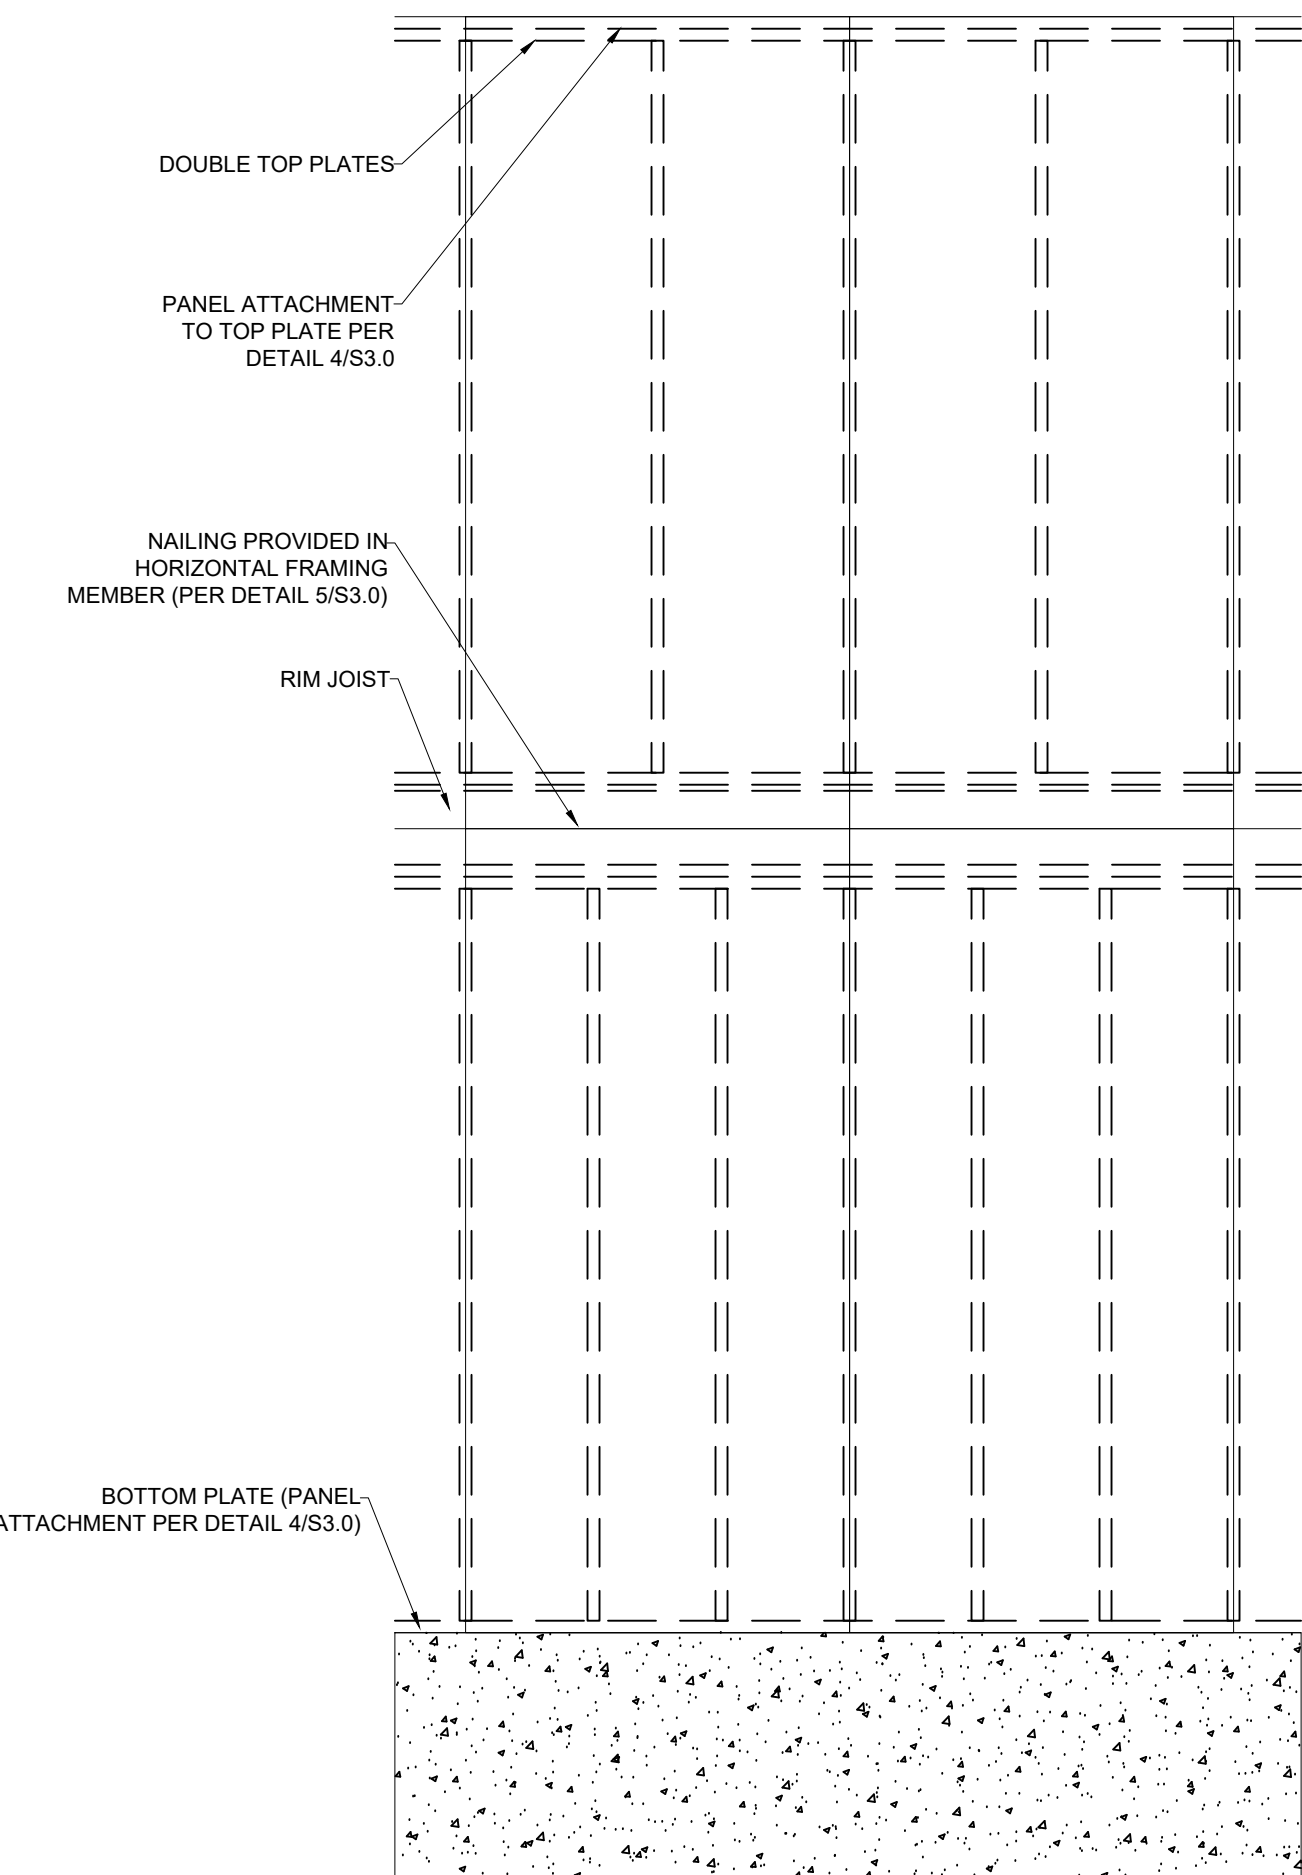 DOUBLE TOP PLATES
PANEL ATTACHMENT
TO TOP PLATE PER
DETAIL 4/S3.0
NAILING PROVIDED IN
HORIZONTAL FRAMING
MEMBER (PER DETAIL 5/S3.0)
RIM JOIST
BOTTOM PLATE (PANEL
ATTACHMENT PER DETAIL 4/S3.0)